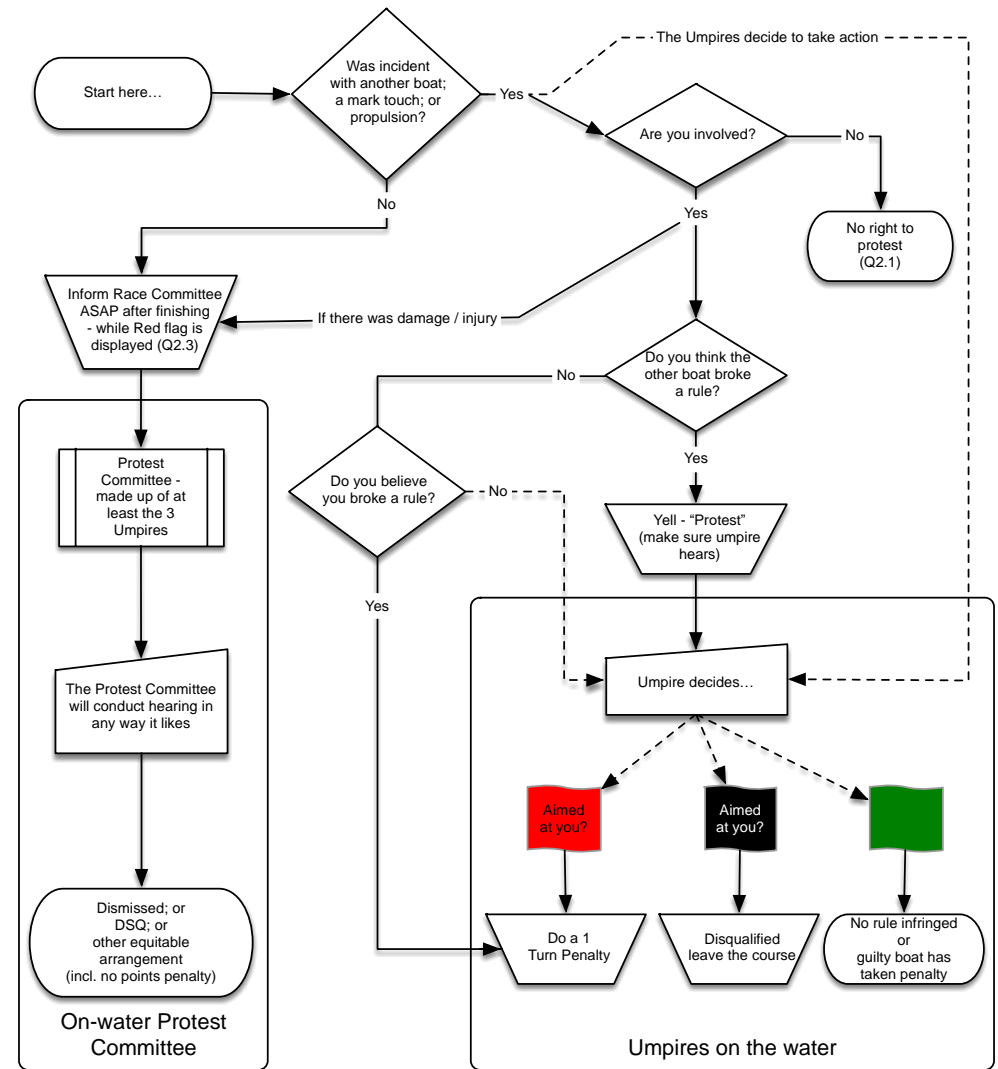 The Umpires decide to take action
Was incident
with another boat;
a mark touch; or
propulsion?
Start here…
Yes
Are you involved?
No
No
Yes
No right to
protest
(Q2.1)
Inform Race Committee
ASAP after finishing
- while Red flag is
displayed (Q2.3)
If there was damage / injury
Do you think the
other boat broke
a rule?
No
Yes
Protest
Committee -
made up of at
least the 3
Umpires
Do you believe
you broke a rule?
No
Yell - “Protest”
(make sure umpire
hears)
Yes
The Protest Committee
will conduct hearing in
any way it likes
Umpire decides…
Aimed
at you?
Aimed
at you?
Dismissed; or
DSQ; or
other equitable
arrangement
(incl. no points penalty)
Do a 1
Turn Penalty
Disqualified
leave the course
No rule infringed
or
guilty boat has
taken penalty
On-water Protest
Committee
Umpires on the water